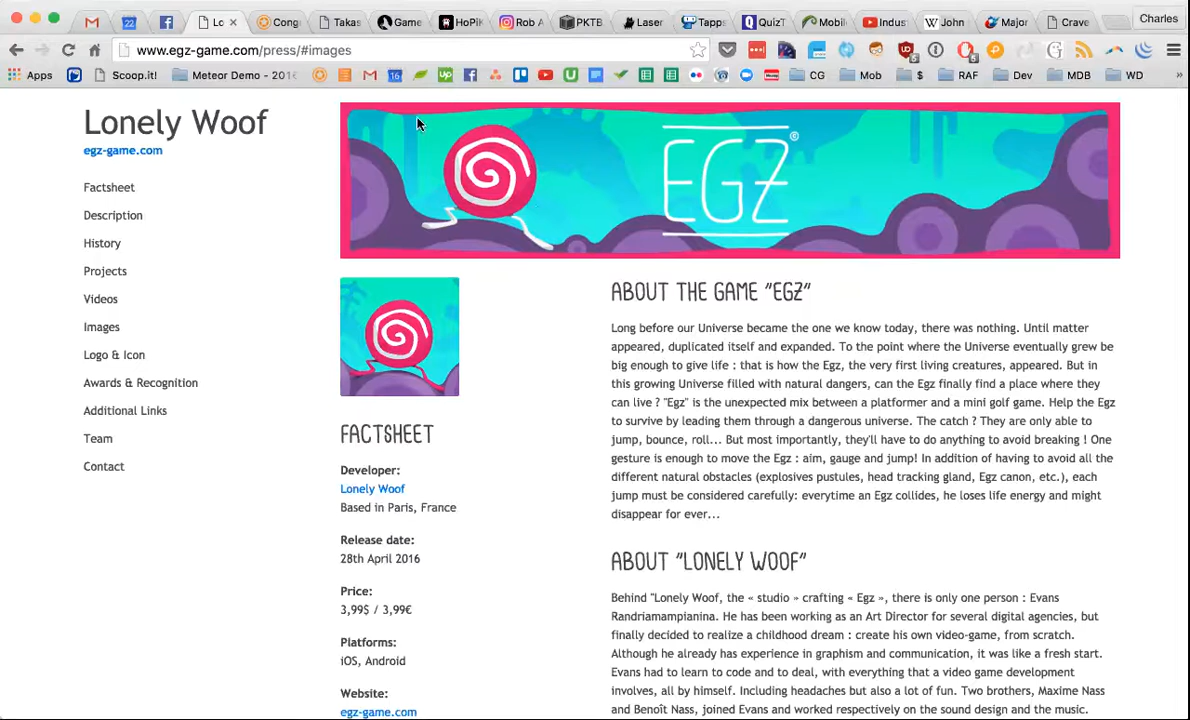 Lo
Cong
Takas
Game
HoPiK
Rob A
PKTB
Laser
Tapps
QuizT
Mobile
Indus
John
Major
Crave
Charles
www.egz-game.com/press/#images
Apps
Scoop.it!
Meteor Demo - 201
CG
Mob
$
RAF
Dev
MDB
WD
»
Lonely Woof
egz-game.com
Factsheet
Description
History
Projects
Videos
Images
Logo & Icon
Awards & Recognition
Additional Links
Team
Contact
EGZ®
FACTSHEET
Developer:
Lonely Woof
Based in Paris, France
Release date:
28th April 2016
Price:
3,99$ / 3,99€
Platforms:
iOS, Android
Website:
egz-game.com
ABOUT THE GAME "EGZ"
Long before our Universe became the one we know today, there was nothing. Until matter
appeared, duplicated itself and expanded. To the point where the Universe eventually grew be
big enough to give life : that is how the Egz, the very first living creatures, appeared. But in
this growing Universe filled with natural dangers, can the Egz finally find a place where they
can live ? "Egz" is the unexpected mix between a platformer and a mini golf game. Help the Egz
to survive by leading them through a dangerous universe. The catch ? They are only able to
jump, bounce, roll... But most importantly, they'll have to do anything to avoid breaking ! One
gesture is enough to move the Egz : aim, gauge and jump! In addition of having to avoid all the
different natural obstacles (explosives pustules, head tracking gland, Egz canon, etc.), each
jump must be considered carefully: everytime an Egz collides, he loses life energy and might
disappear for ever...
ABOUT "LONELY WOOF"
Behind "Lonely Woof, the « studio » crafting « Egz », there is only one person : Evans
Randriamampianina. He has been working as an Art Director for several digital agencies, but
finally decided to realize a childhood dream : create his own video-game, from scratch.
Although he already has experience in graphism and communication, it was like a fresh start.
Evans had to learn to code and to deal, with everything that a video game development
involves, all by himself. Including headaches but also a lot of fun. Two brothers, Maxime Nass
and Benoît Nass, joined Evans and worked respectively on the sound design and the music.